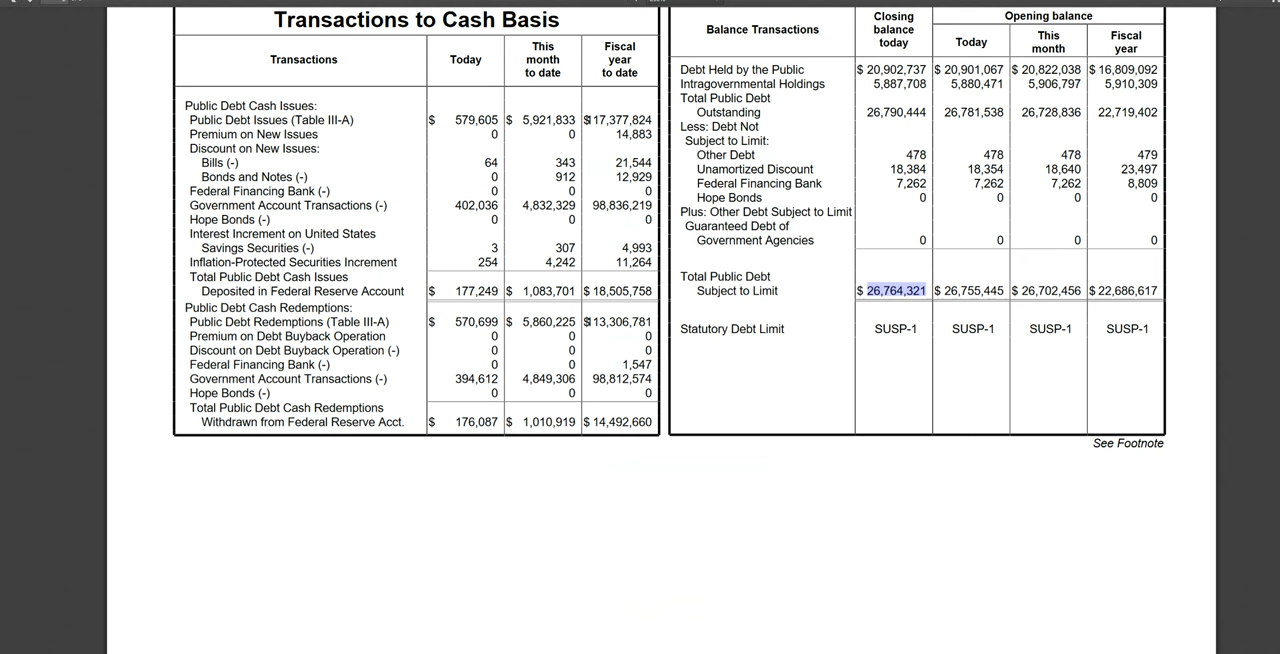 Transactions to Cash Basis
Transactions Today This month to date Fiscal year to date
Public Debt Cash Issues:
Public Debt Issues (Table III-A) $ 579,605 $ 5,921,833 $117,377,824
Premium on New Issues 0 0 14,883
Discount on New Issues:
Bills (-) 64 343 21,544
Bonds and Notes (-) 0 912 12,929
Federal Financing Bank (-) 0 0 0
Government Account Transactions (-) 402,036 4,832,329 98,836,219
Hope Bonds (-) 0 0 0
Interest Increment on United States
Savings Securities (-) 3 307 4,993
Inflation-Protected Securities Increment 254 4,242 11,264
Total Public Debt Cash Issues
Deposited in Federal Reserve Account $ 177,249 $ 1,083,701 $ 18,505,758
Public Debt Cash Redemptions:
Public Debt Redemptions (Table III-A) $ 570,699 $ 5,860,225 $113,306,781
Premium on Debt Buyback Operation 0 0 0
Discount on Debt Buyback Operation (-) 0 0 0
Federal Financing Bank (-) 0 0 1,547
Government Account Transactions (-) 394,612 4,849,306 98,812,574
Hope Bonds (-) 0 0 0
Total Public Debt Cash Redemptions
Withdrawn from Federal Reserve Acct. $ 176,087 $ 1,010,919 $ 14,492,660
Balance Transactions Closing balance today Opening balance
Today This month Fiscal year
Debt Held by the Public $ 20,902,737 $ 20,901,067 $ 20,822,038 $ 16,809,092
Intragovernmental Holdings 5,887,708 5,880,471 5,906,797 5,910,309
Total Public Debt
Outstanding 26,790,444 26,781,538 26,728,836 22,719,402
Less: Debt Not
Subject to Limit:
Other Debt 478 478 478 479
Unamortized Discount 18,384 18,354 18,640 23,497
Federal Financing Bank 7,262 7,262 7,262 8,809
Hope Bonds 0 0 0 0
Plus: Other Debt Subject to Limit
Guaranteed Debt of
Government Agencies 0 0 0 0
Total Public Debt
Subject to Limit $ 26,764,321 $ 26,755,445 $ 26,702,456 $ 22,686,617
Statutory Debt Limit SUSP-1 SUSP-1 SUSP-1 SUSP-1
See Footnote